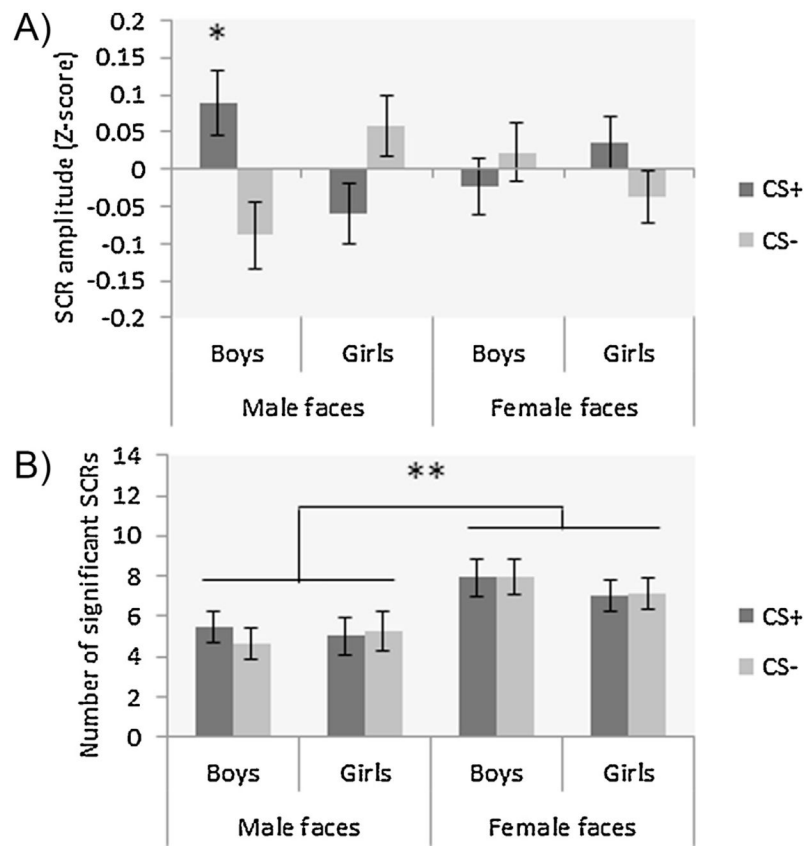 A)
SCR amplitude (Z-score)
0.2
0.15
0.1
0.05
0
-0.05
-0.1
-0.15
-0.2
*
CS+
CS-
Boys Girls Boys Girls
Male faces Female faces
B)
Number of significant SCRs
14
12
10
8
6
4
2
0
**
CS+
CS-
Boys Girls Boys Girls
Male faces Female faces